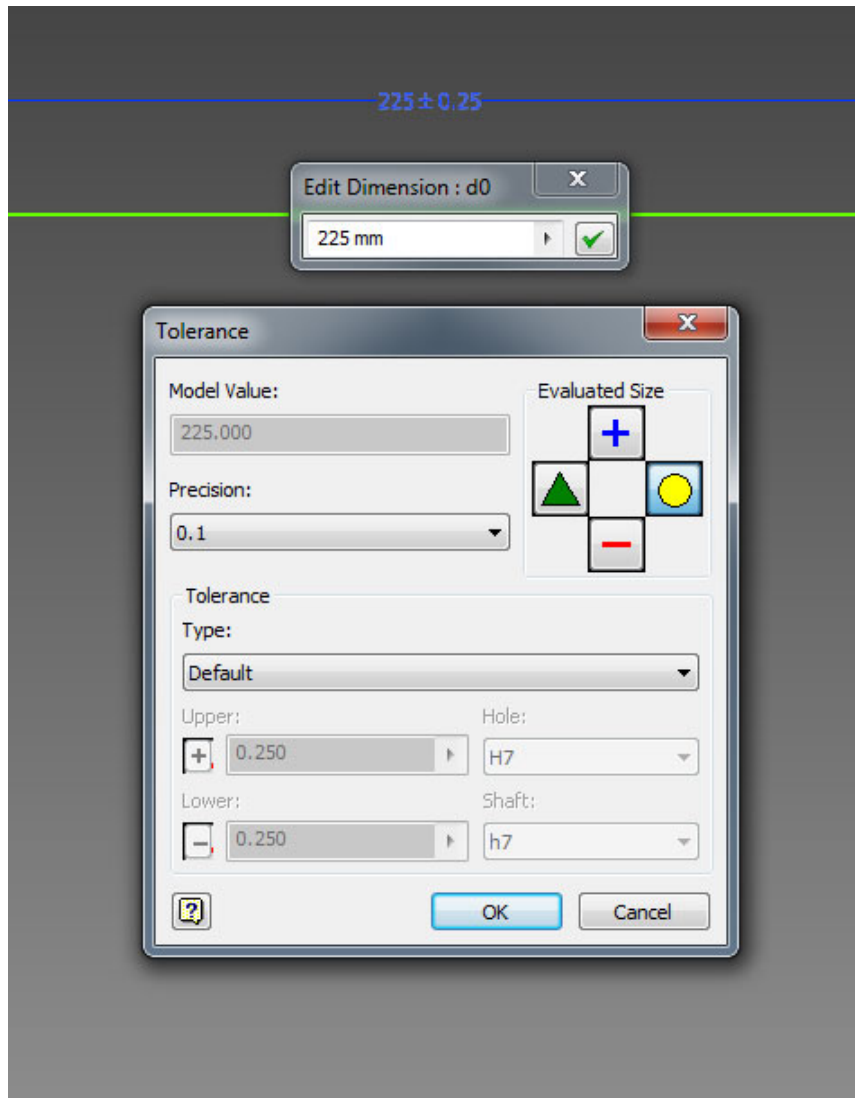 225±0.25
Edit Dimension : d0
225 mm
Tolerance
Model Value:
Evaluated Size
225.000
Precision:
0.1
Tolerance
Type:
Default
Upper:
Hole:
0.250
H7
Lower:
Shaft:
0.250
h7
OK
Cancel